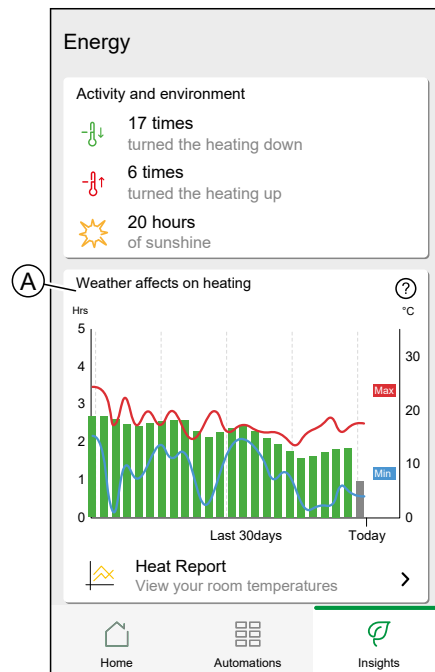 Energy
Activity and environment
17 times
turned the heating down
6 times
turned the heating up
20 hours
of sunshine
A
Weather affects on heating
?
Hrs
°C
5
4
3
2
1
0
30
20
10
0
Max
Min
Last 30days
Today
Heat Report
View your room temperatures
Home
Automations
Insights